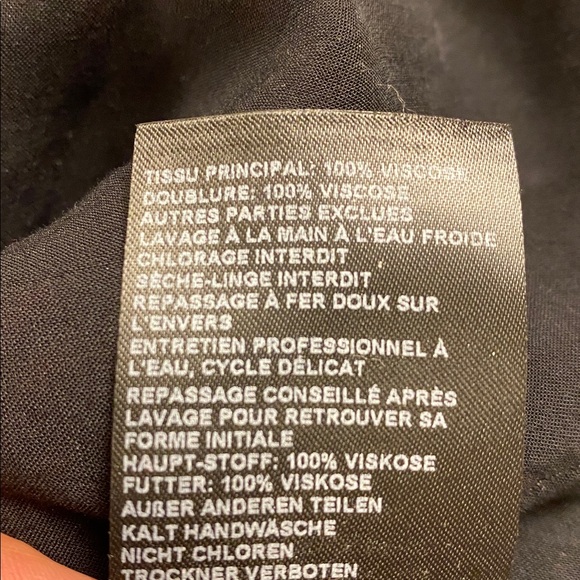 TISSU PRINCIPAL: 100% VISCOSE
DOUBLURE: 100% VISCOSE
AUTRES PARTIES EXCLUES
LAVAGE À LA MAIN À L'EAU FROIDE
CHLORAGE INTERDIT
SÈCHE-LINGE INTERDIT
REPASSAGE À FER DOUX SUR
L'ENVERS
ENTRETIEN PROFESSIONNEL À
L'EAU, CYCLE DÉLICAT
REPASSAGE CONSEILLÉ APRÈS
LAVAGE POUR RETROUVER SA
FORME INITIALE
HAUPT-STOFF: 100% VISKOSE
FUTTER: 100% VISKOSE
AUßER ANDEREN TEILEN
KALT HANDWÄSCHE
NICHT CHLOREN
TROCKNER VERBOTEN